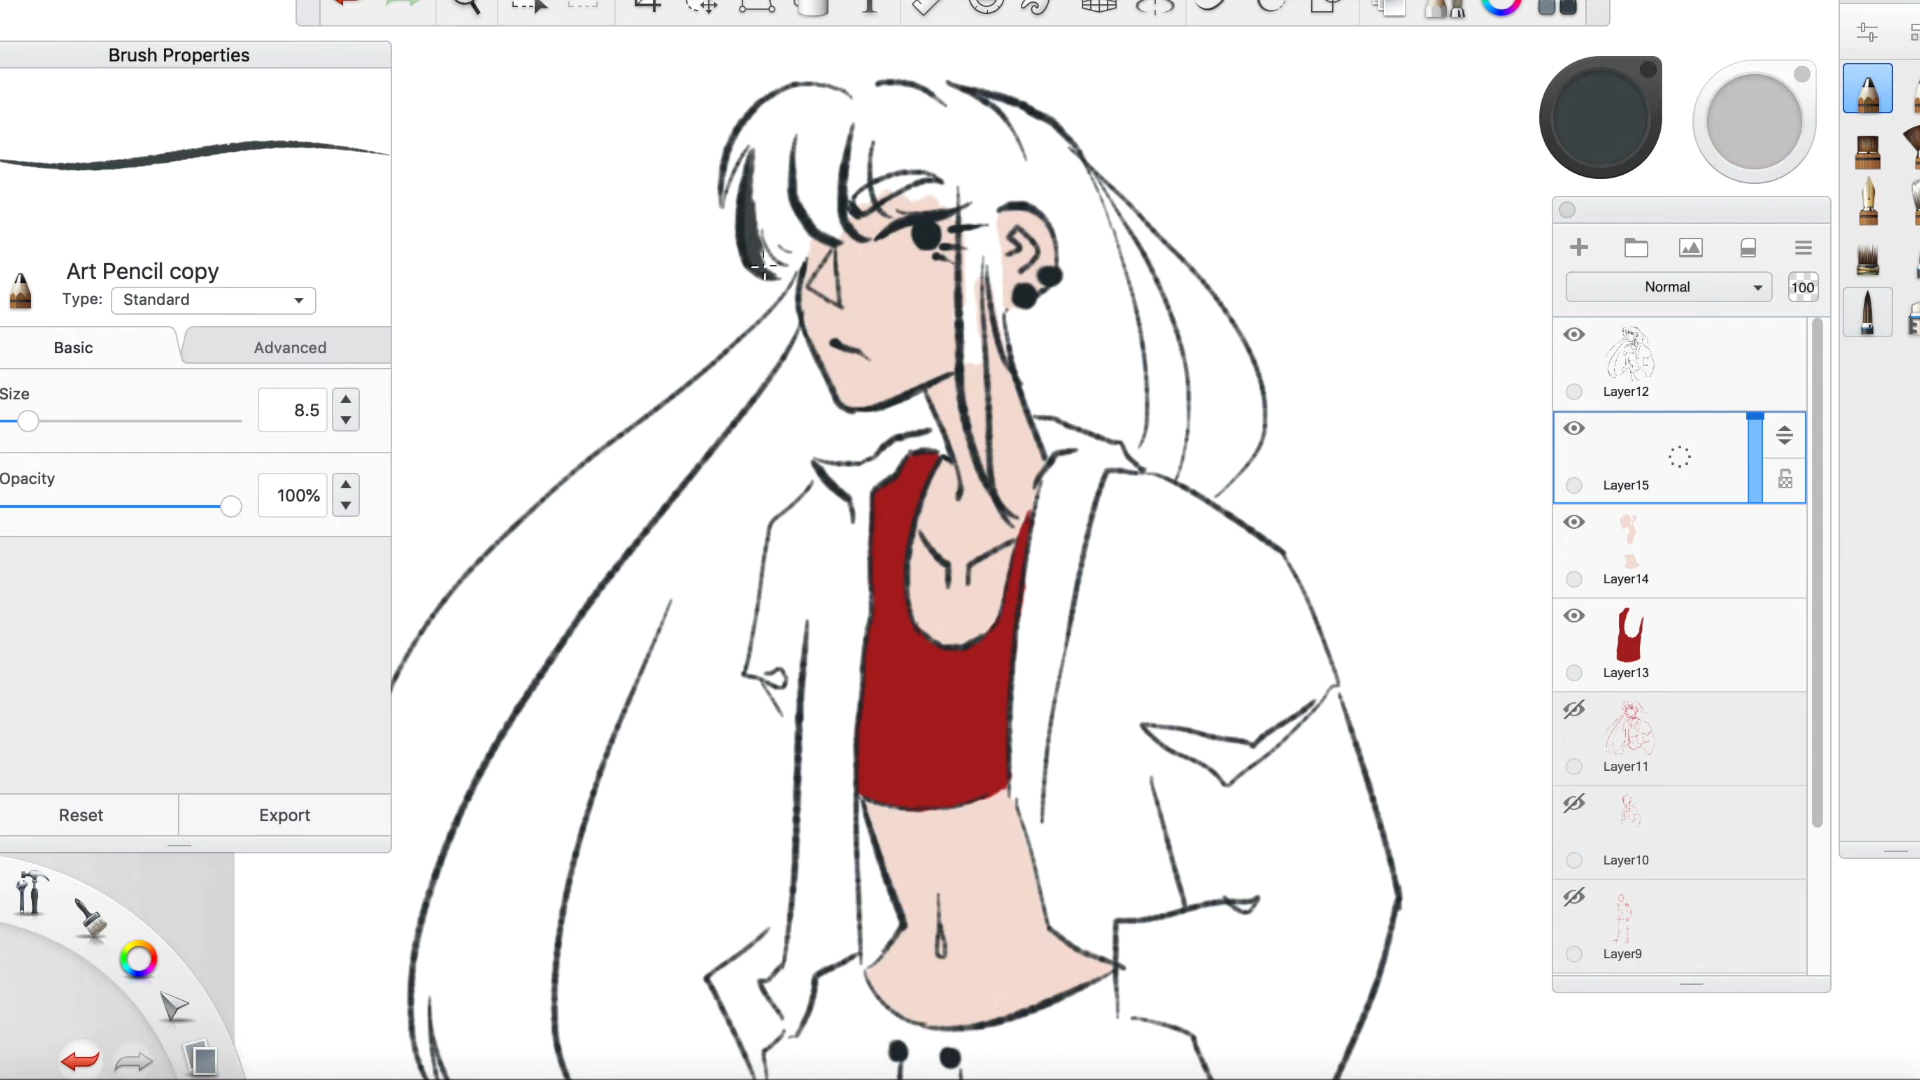 Brush Properties
Art Pencil copy
Type: Standard
Basic Advanced
Size
8.5
Opacity
100%
Reset Export
Normal 100
Layer12
Layer15
Layer14
Layer13
Layer11
Layer10
Layer9